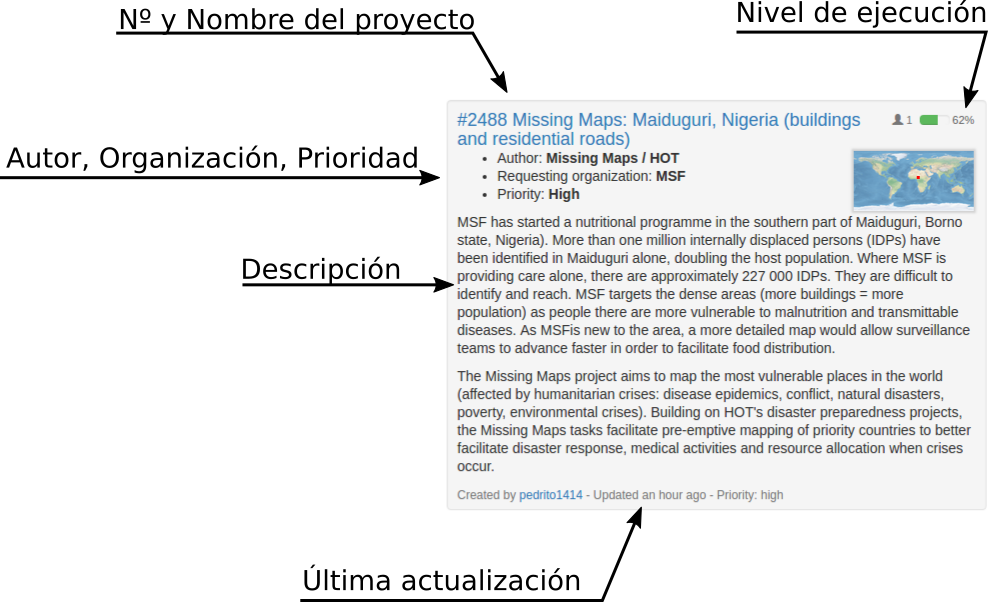 Nº y Nombre del proyecto
Nivel de ejecución
#2488 Missing Maps: Maiduguri, Nigeria (buildings
and residential roads)
1 62%
Autor, Organización, Prioridad
• Author: Missing Maps / HOT
• Requesting organization: MSF
• Priority: High
Descripción
MSF has started a nutritional programme in the southern part of Maiduguri, Borno
state, Nigeria). More than one million internally displaced persons (IDPs) have
been identified in Maiduguri alone, doubling the host population. Where MSF is
providing care alone, there are approximately 227 000 IDPs. They are difficult to
identify and reach. MSF targets the dense areas (more buildings = more
population) as people there are more vulnerable to malnutrition and transmittable
diseases. As MSFis new to the area, a more detailed map would allow surveillance
teams to advance faster in order to facilitate food distribution.
The Missing Maps project aims to map the most vulnerable places in the world
(affected by humanitarian crises: disease epidemics, conflict, natural disasters,
poverty, environmental crises). Building on HOT's disaster preparedness projects,
the Missing Maps tasks facilitate pre-emptive mapping of priority countries to better
facilitate disaster response, medical activities and resource allocation when crises
occur.
Created by pedrito1414 - Updated an hour ago - Priority: high
Última actualización